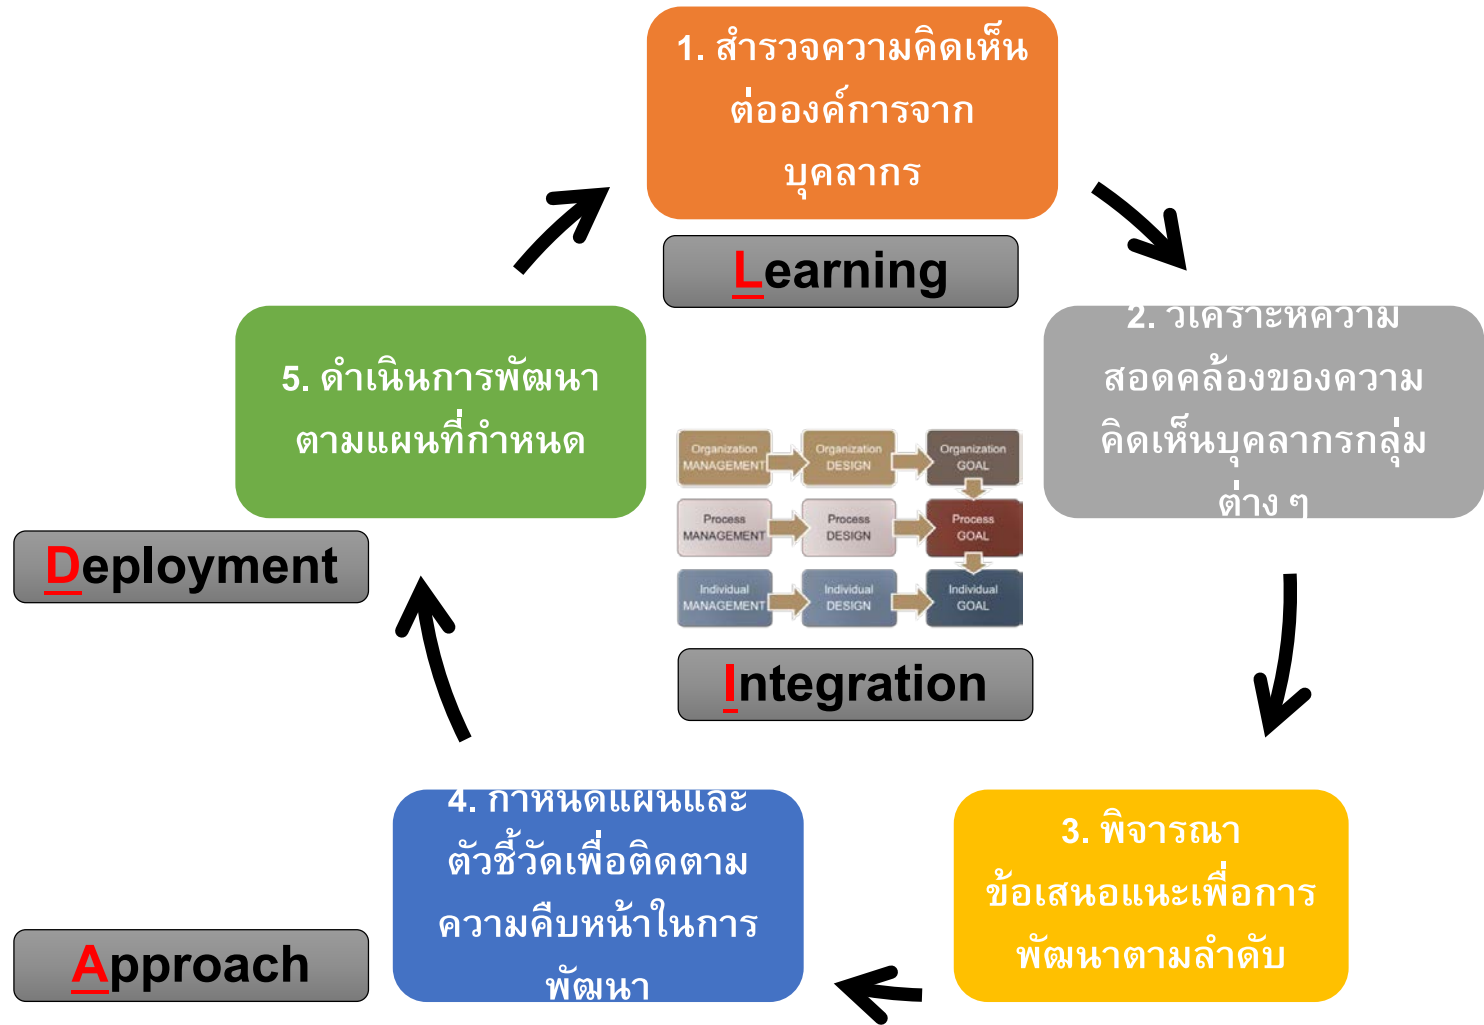 1. สำรวจความคิดเห็น
ต่อองค์การจาก
บุคลากร
Learning
2. วิเคราะห์ความ
สอดคล้องของความ
คิดเห็นบุคลากรกลุ่ม
ต่าง ๆ
5. ดำเนินการพัฒนา
ตามแผนที่กำหนด
Organization
MANAGEMENT
Organization
DESIGN
Organization
GOAL
Process
MANAGEMENT
Process
DESIGN
Process
GOAL
Individual
MANAGEMENT
Individual
DESIGN
Individual
GOAL
Deployment
Integration
3. พิจารณา
ข้อเสนอแนะเพื่อการ
พัฒนาตามลำดับ
4. กำหนดแผนและ
ตัวชี้วัดเพื่อติดตาม
ความคืบหน้าในการ
พัฒนา
Approach